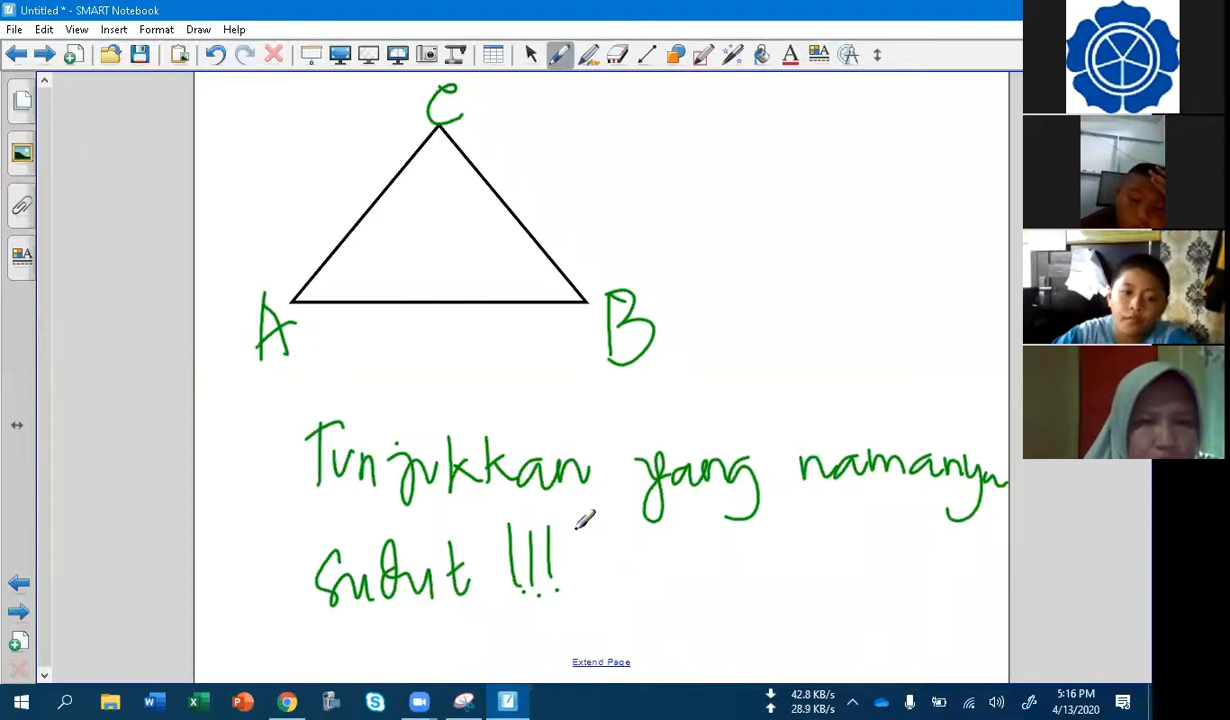 Untitled * - SMART Notebook
File Edit View Insert Format Draw Help
C
A
B
Tunjukkan yang namanya
sudut !!!
Extend Page
42.8 KB/s
28.9 KB/s
5:16 PM
4/13/2020